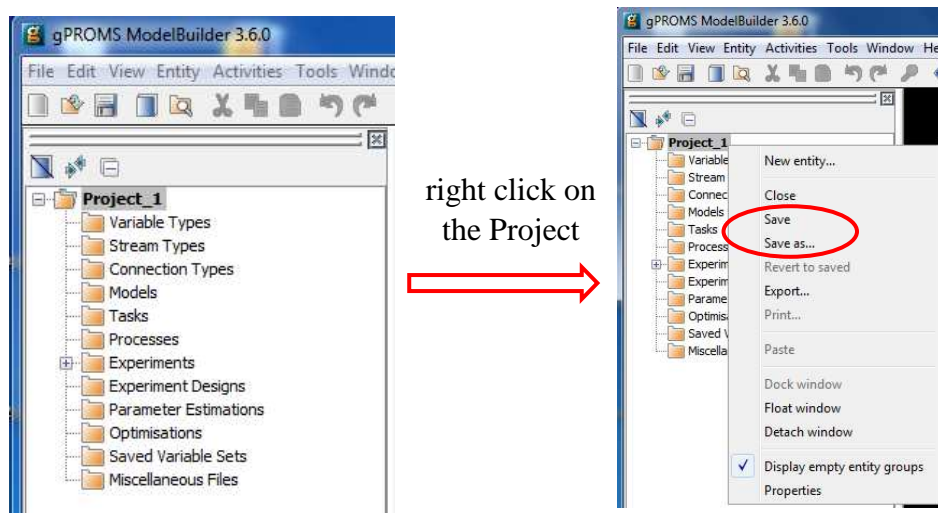 gPROMS ModelBuilder 3.6.0
File Edit View Entity Activities Tools Windo
Project_1
Variable Types
Stream Types
Connection Types
Models
Tasks
Processes
Experiments
Experiment Designs
Parameter Estimations
Optimisations
Saved Variable Sets
Miscellaneous Files
right click on
the Project
gPROMS ModelBuilder 3.6.0
File Edit View Entity Activities Tools Window He
Project_1
Variable
Stream
Connec
Models
Tasks
Process
Experim
Experim
Parame
Optimis
Saved V
Miscella
New entity...
Close
Save
Save as...
Revert to saved
Export...
Print...
Paste
Dock window
Float window
Detach window
Display empty entity groups
Properties